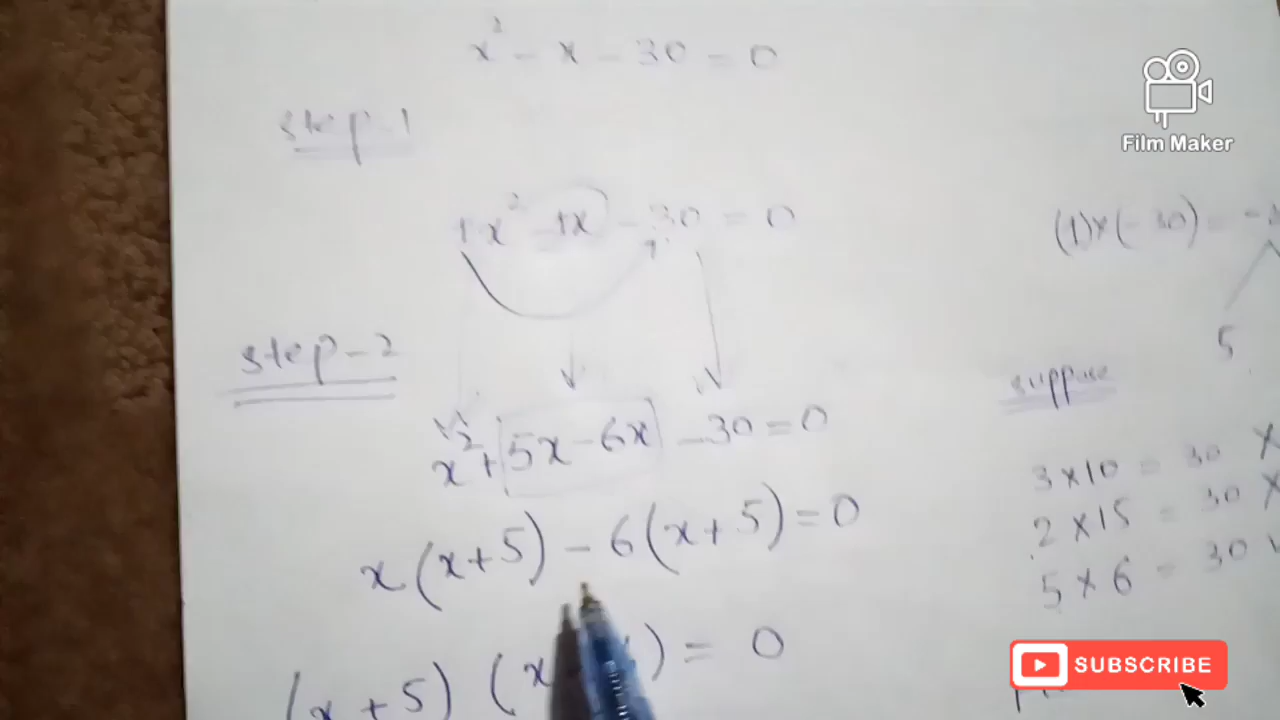 x² - x - 30 = 0
step-1
1x² - 1x - 30 = 0
step-2
x² + 5x - 6x - 30 = 0
x(x+5) - 6(x+5) = 0
(x+5) (x ) = 0
(1)x(-30) = -
5
suppose
3 x 10 = 30 X
2 x 15 = 30 X
5 x 6 = 30
Film Maker
SUBSCRIBE